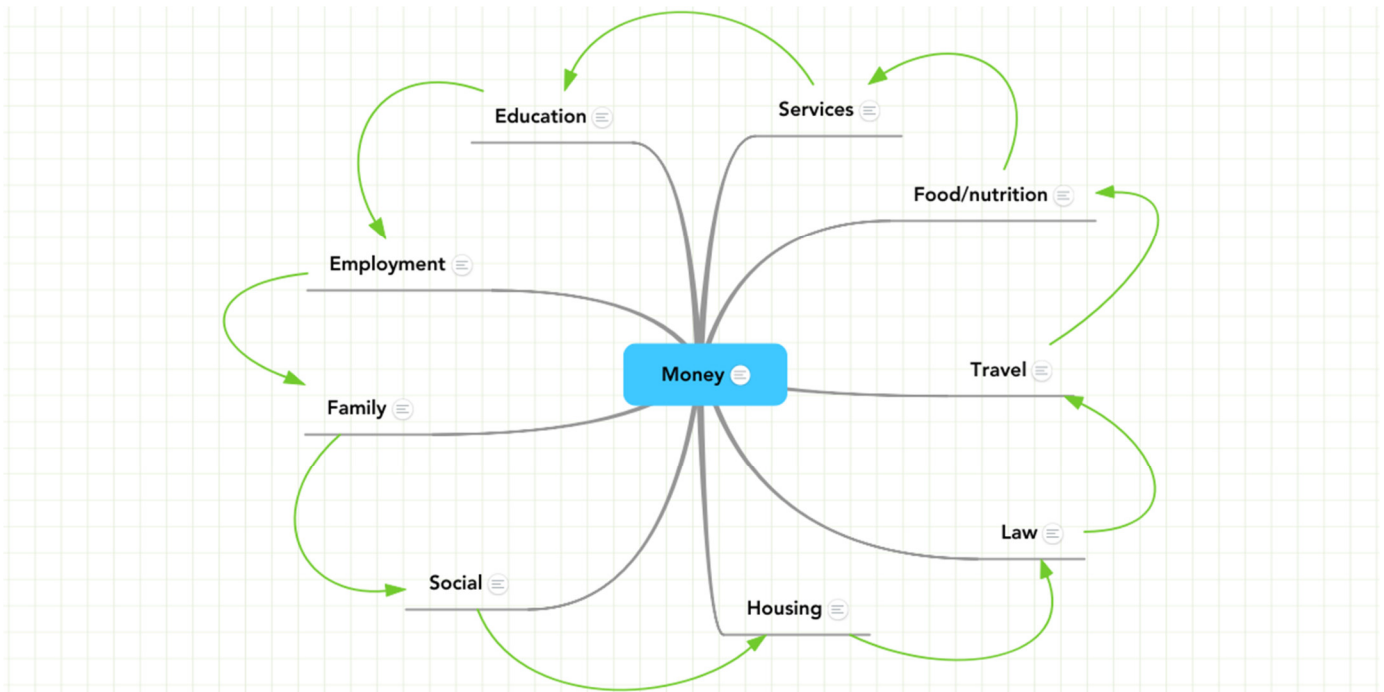 Services
Education
Food/nutrition
Employment
Travel
Money
Family
Law
Social
Housing